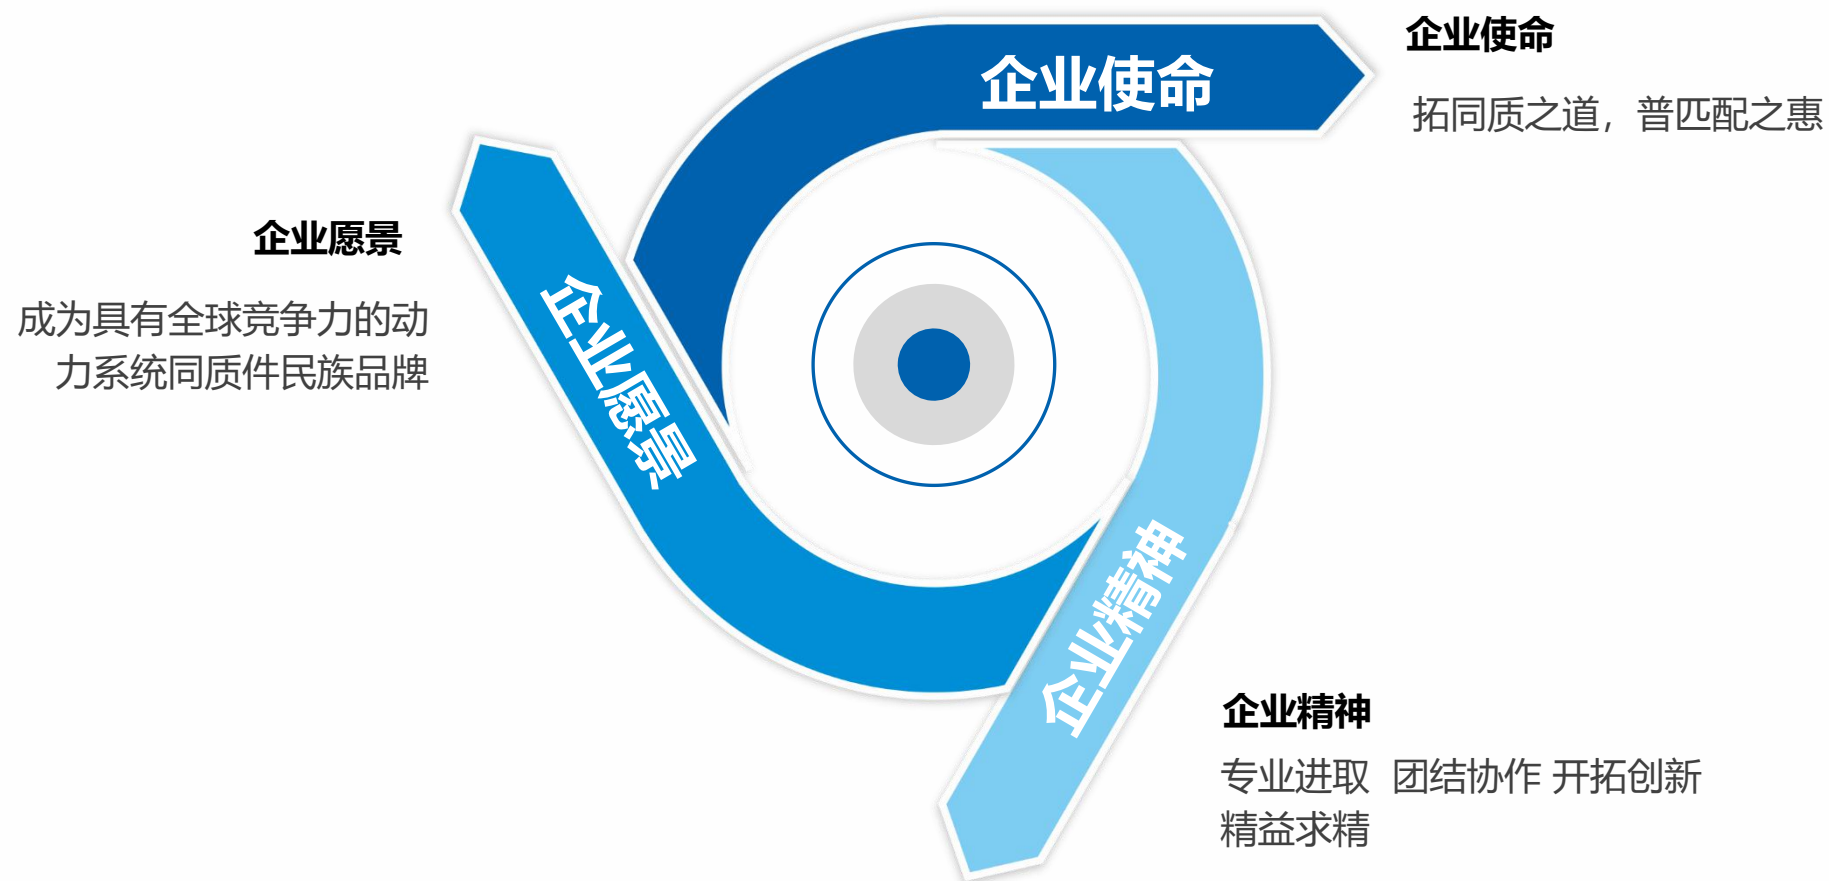 企业使命
企业使命
拓同质之道，普匹配之惠
企业愿景
成为具有全球竞争力的动
力系统同质件民族品牌
企业愿景
企业精神
企业精神
专业进取 团结协作 开拓创新
精益求精